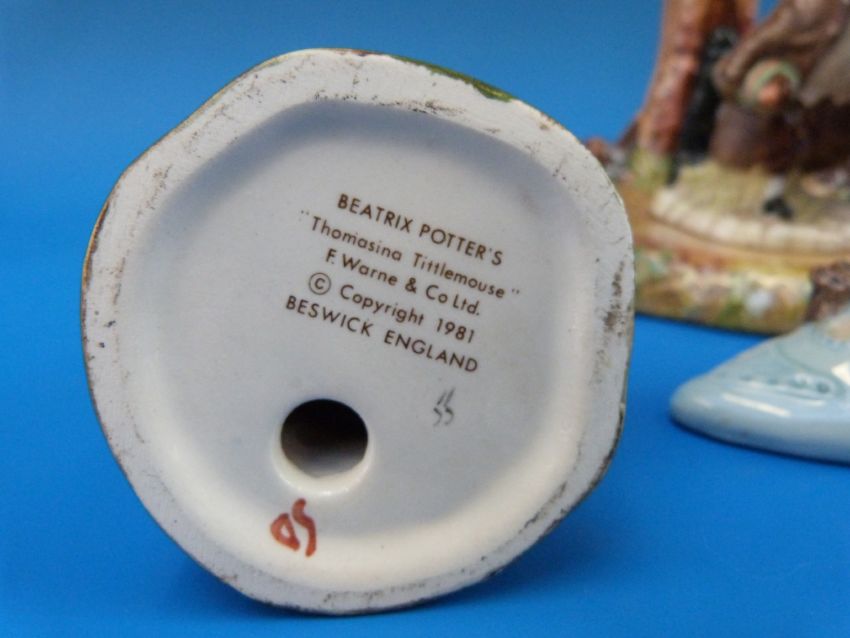 BEATRIX POTTER'S
"Thomasina Tittlemouse"
F. Warne & Co Ltd.
© Copyright 1981
BESWICK ENGLAND